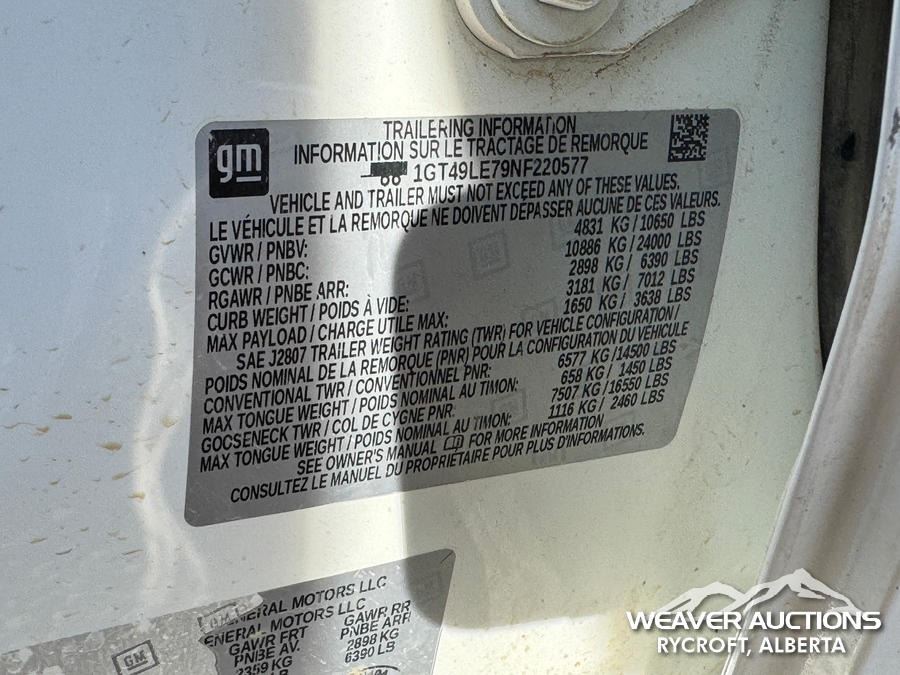 gm
TRAILERING INFORMATION
INFORMATION SUR LE TRACTAGE DE REMORQUE
1GT49LE79NF220577
VEHICLE AND TRAILER MUST NOT EXCEED ANY OF THESE VALUES.
LE VÉHICULE ET LA REMORQUE NE DOIVENT DÉPASSER AUCUNE DE CES VALEURS.
GVWR / PNBV: 4831 KG/10650 LBS
GCWR / PNBC: 10886 KG/24000 LBS
RGAWR / PNBE ARR: 2898 KG/ 6390 LBS
CURB WEIGHT / POIDS À VIDE: 3181 KG/ 7012 LBS
MAX PAYLOAD / CHARGE UTILE MAX: 1650 KG/ 3638 LBS
SAE J2807 TRAILER WEIGHT RATING (TWR) FOR VEHICLE CONFIGURATION /
POIDS NOMINAL DE LA REMORQUE (PNR) POUR LA CONFIGURATION DU VÉHICULE
CONVENTIONAL TWR / CONVENTIONNEL PNR: 6577 KG/14500 LBS
MAX TONGUE WEIGHT / POIDS NOMINAL AU TIMON: 658 KG/ 1450 LBS
GOOSENECK TWR / COL DE CYGNE PNR: 7507 KG/16550 LBS
MAX TONGUE WEIGHT / POIDS NOMINAL AU TIMON: 1116 KG/ 2460 LBS
SEE OWNER'S MANUAL FOR MORE INFORMATION
CONSULTEZ LE MANUEL DU PROPRIÉTAIRE POUR PLUS D'INFORMATIONS.
GENERAL MOTORS LLC
GENERAL MOTORS LLC
GAWR FRT GAWR RR
PNBE AV. PNBE ARR
2359 KG 2898 KG
LB 6390 LB
GM
WEAVER AUCTIONS
RYCROFT, ALBERTA